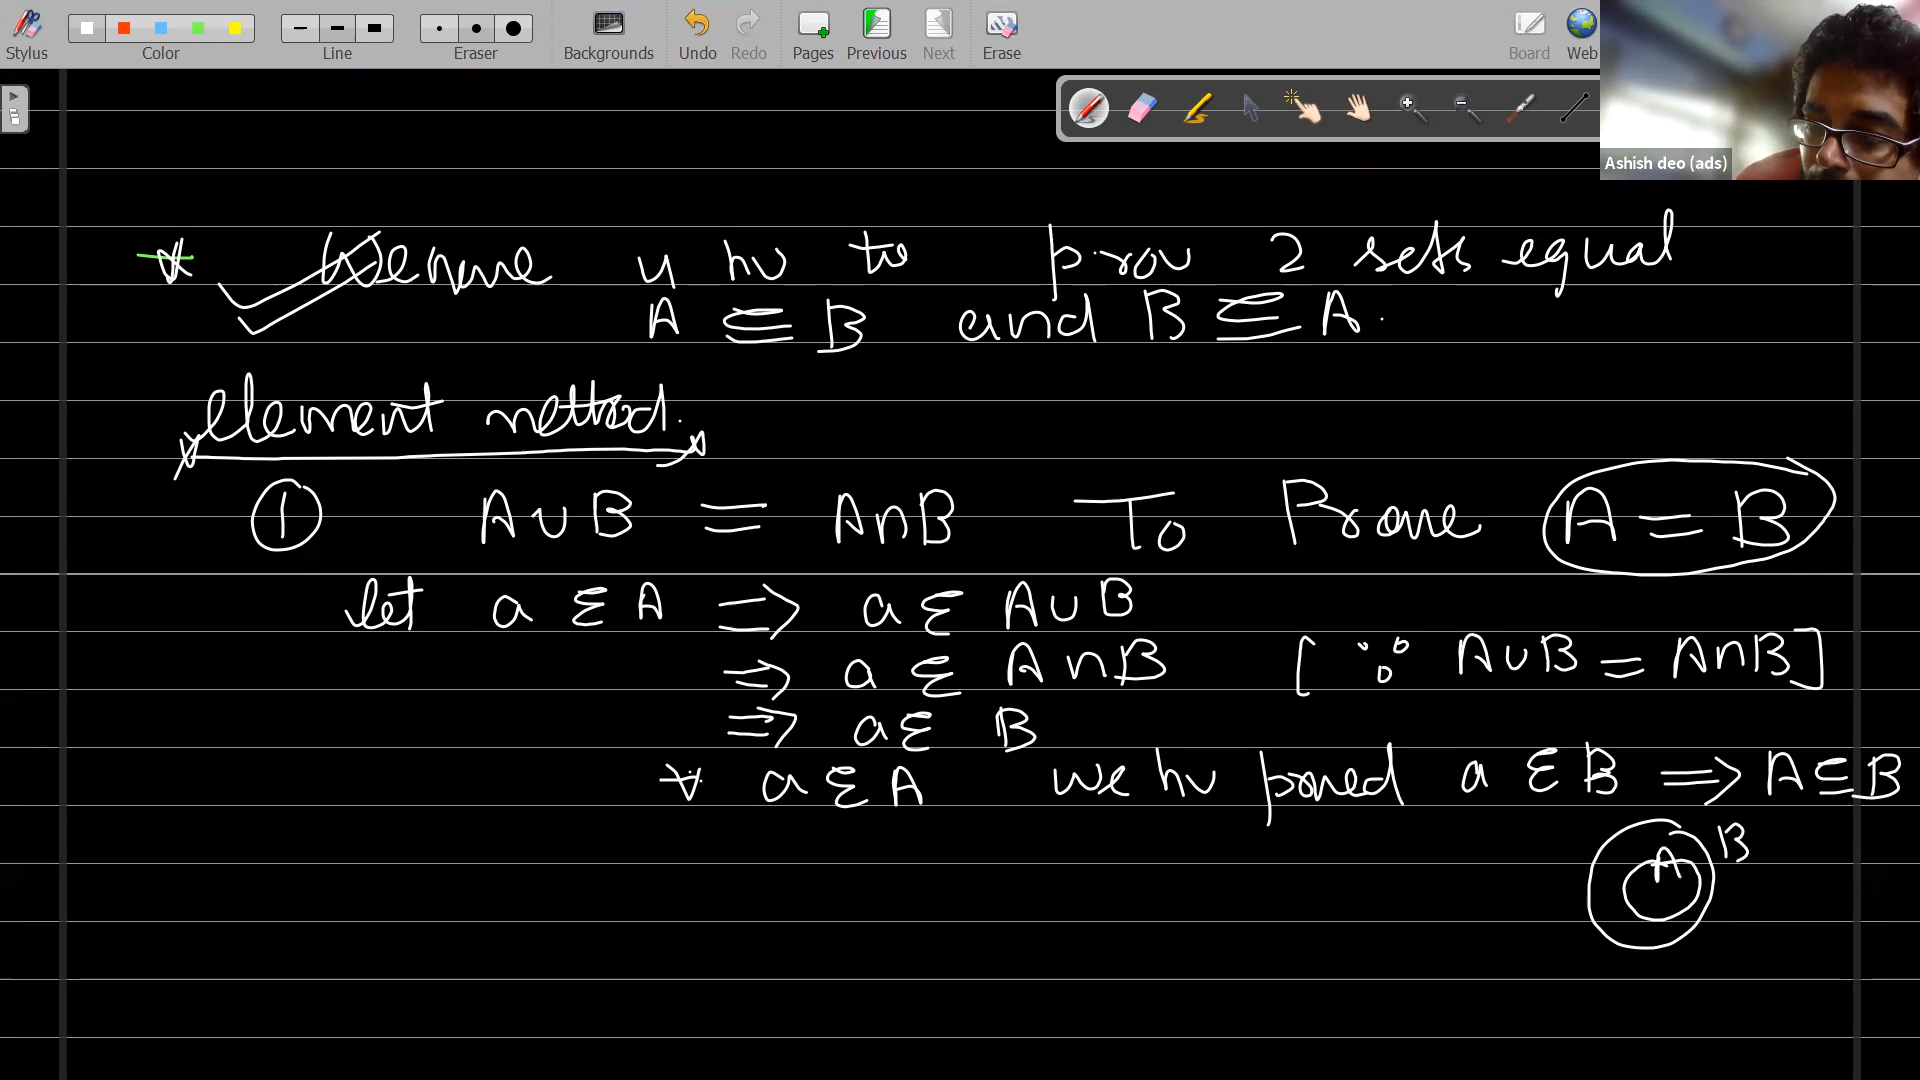 Stylus Color Line Eraser Backgrounds Undo Redo Pages Previous Next Erase Board Web
Ashish deo (ads)
u hv to prov 2 sets equal
A ⊆ B and B ⊆ A.
element method.
① A∪B = A∩B To Prove A = B
let a ∈ A ⇒ a ∈ A∪B
⇒ a ∈ A∩B [∵ A∪B = A∩B]
⇒ a ∈ B
∀ a ∈ A we hv proved a ∈ B ⇒ A ⊆ B
A B